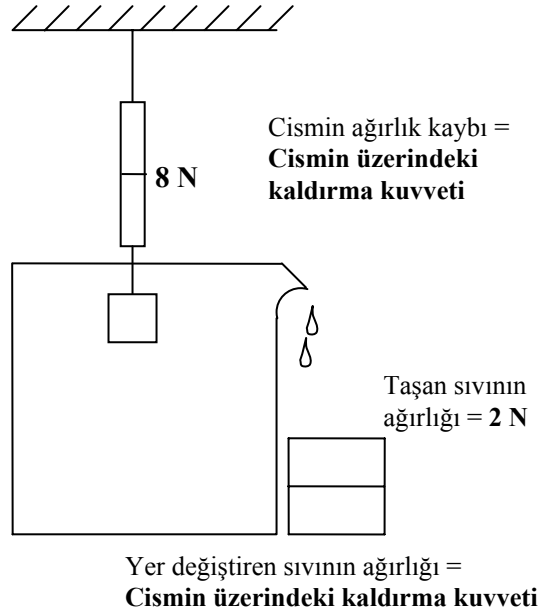 8 N
Cismin ağırlık kaybı =
Cismin üzerindeki
kaldırma kuvveti
Taşan sıvının
ağırlığı = 2 N
Yer değiştiren sıvının ağırlığı =
Cismin üzerindeki kaldırma kuvveti